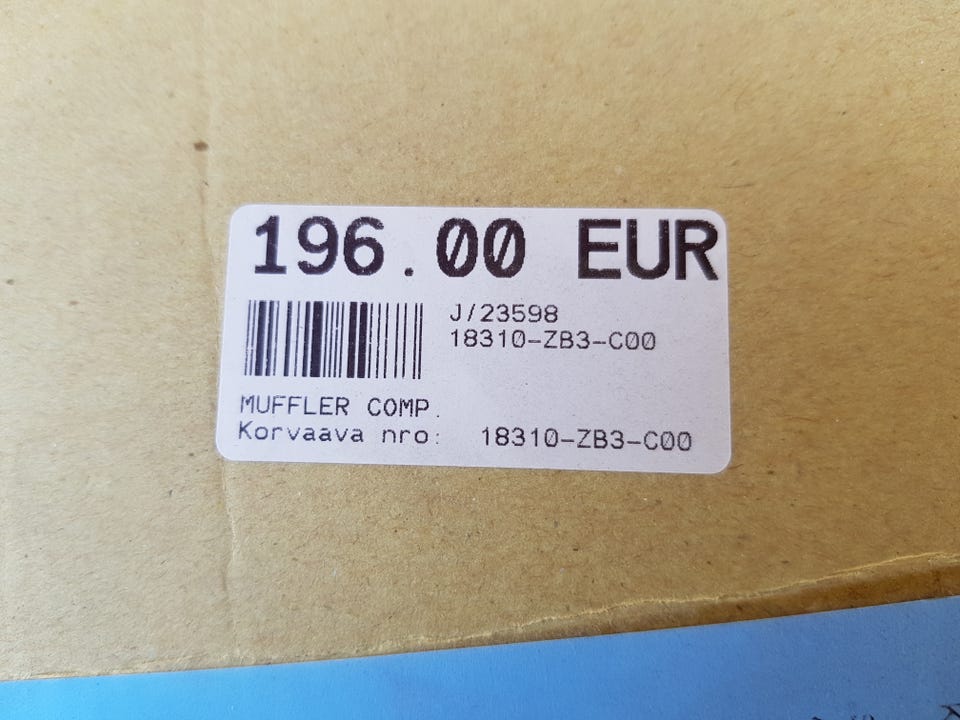 196.00 EUR
J/23598
18310-ZB3-C00
MUFFLER COMP.
Korvaava nro: 18310-ZB3-C00